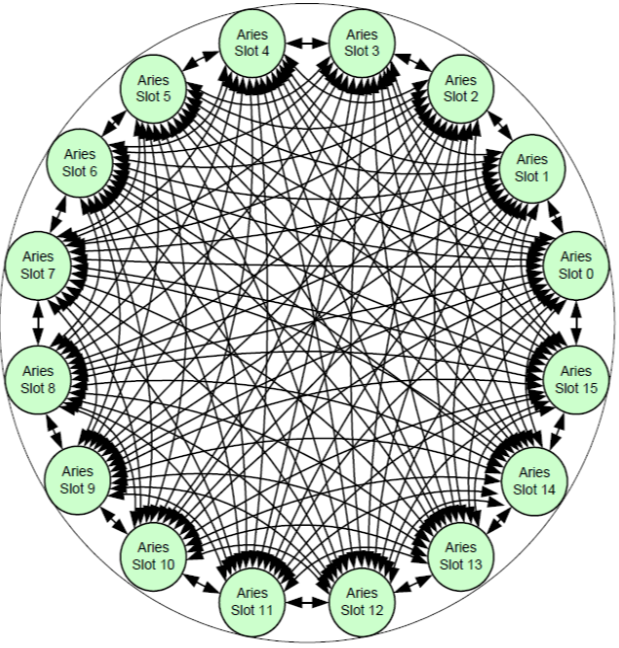 Aries
Slot 4
Aries
Slot 3
Aries
Slot 5
Aries
Slot 2
Aries
Slot 6
Aries
Slot 1
Aries
Slot 7
Aries
Slot 0
Aries
Slot 8
Aries
Slot 15
Aries
Slot 9
Aries
Slot 14
Aries
Slot 10
Aries
Slot 13
Aries
Slot 11
Aries
Slot 12